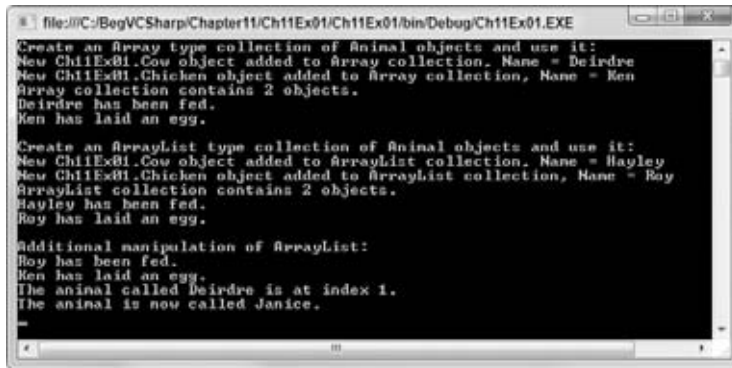 file:///C:/BegVCSharp/Chapter11/Ch11Ex01/Ch11Ex01/bin/Debug/Ch11Ex01.EXE
Create an Array type collection of Animal objects and use it:
New Ch11Ex01.Cow object added to Array collection, Name = Deirdre
New Ch11Ex01.Chicken object added to Array collection, Name = Ken
Array collection contains 2 objects.
Deirdre has been fed.
Ken has laid an egg.
Create an ArrayList type collection of Animal objects and use it:
New Ch11Ex01.Cow object added to ArrayList collection, Name = Hayley
New Ch11Ex01.Chicken object added to ArrayList collection, Name = Roy
ArrayList collection contains 2 objects.
Hayley has been fed.
Roy has laid an egg.
Additional manipulation of ArrayList:
Roy has been fed.
Ken has laid an egg.
The animal called Deirdre is at index 1.
The animal is now called Janice.